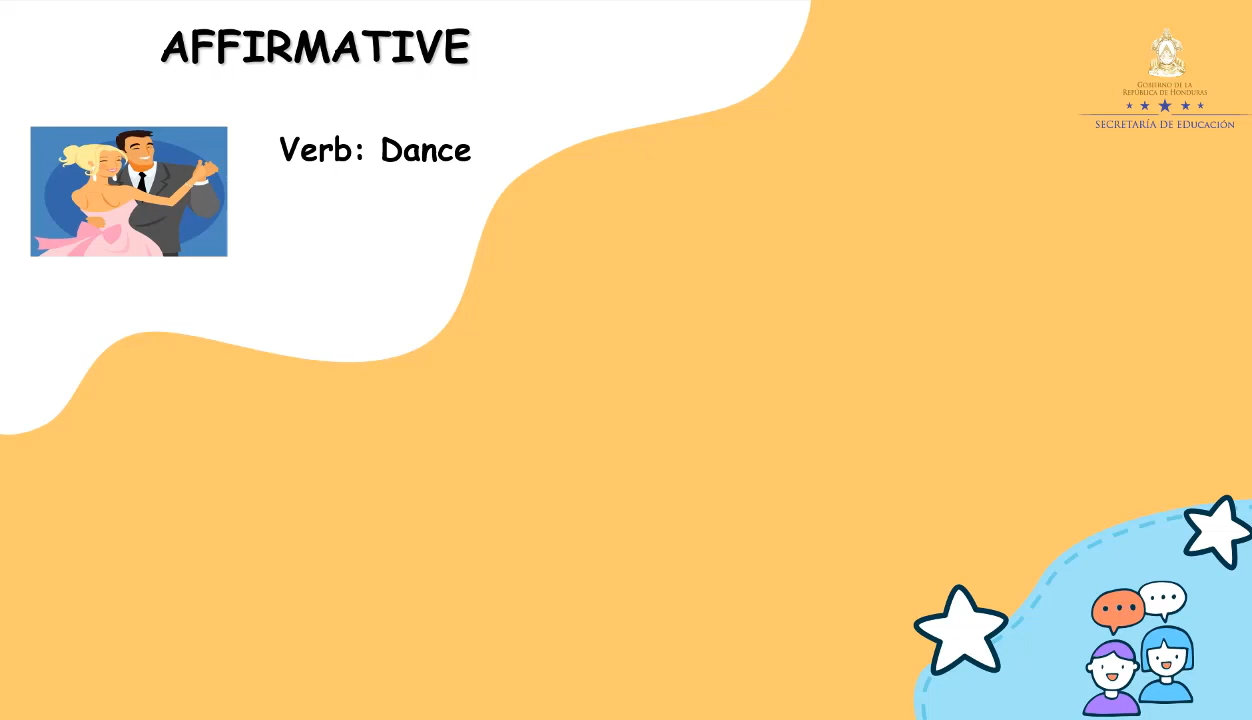 AFFIRMATIVE
Verb: Dance
GOBIERNO DE LA
REPÚBLICA DE HONDURAS
SECRETARÍA DE EDUCACIÓN